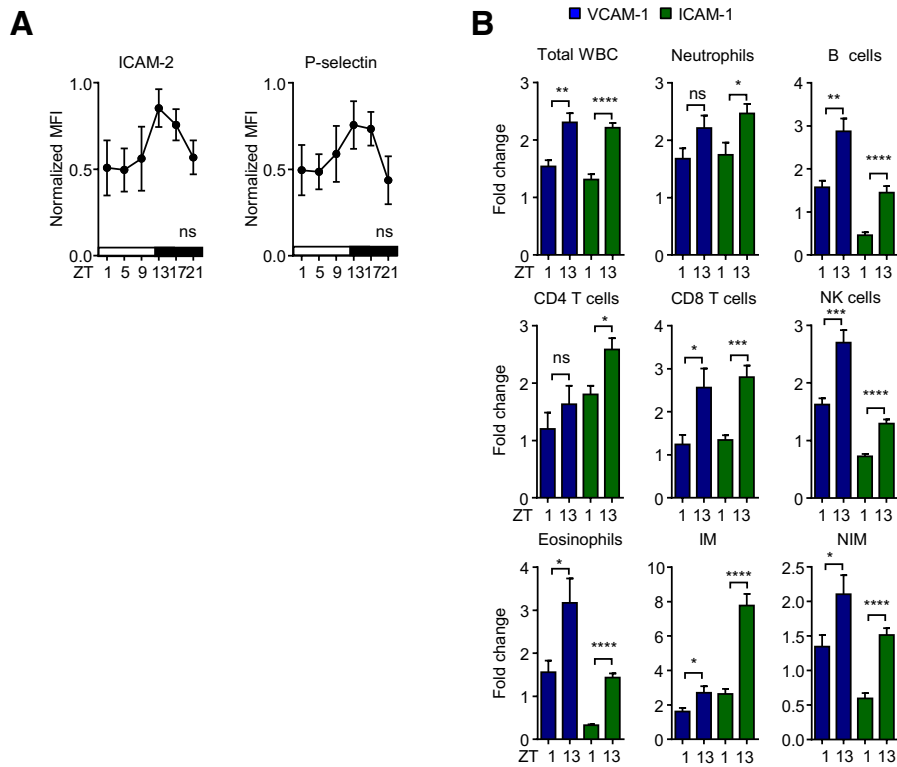 A
B
VCAM-1 ICAM-1
ICAM-2
P-selectin
Normalized MFI
1.0
0.5
0.0
ns
ZT 1 5 9 13 17 21
Normalized MFI
1.0
0.5
0.0
ns
1 5 9 13 17 21
Total WBC
Neutrophils
B cells
Fold change
3
2
1
0
** ****
ZT 1 13 1 13
3
2
1
0
ns *
1 13 1 13
4
3
2
1
0
** ****
1 13 1 13
CD4 T cells
CD8 T cells
NK cells
Fold change
3
2
1
0
ns *
ZT 1 13 1 13
4
3
2
1
0
* ***
1 13 1 13
3
2
1
0
*** ****
1 13 1 13
Eosinophils
IM
NIM
Fold change
4
3
2
1
0
* ****
ZT 1 13 1 13
10
8
6
4
2
0
* ****
1 13 1 13
2.5
2.0
1.5
1.0
0.5
0.0
* ****
1 13 1 13